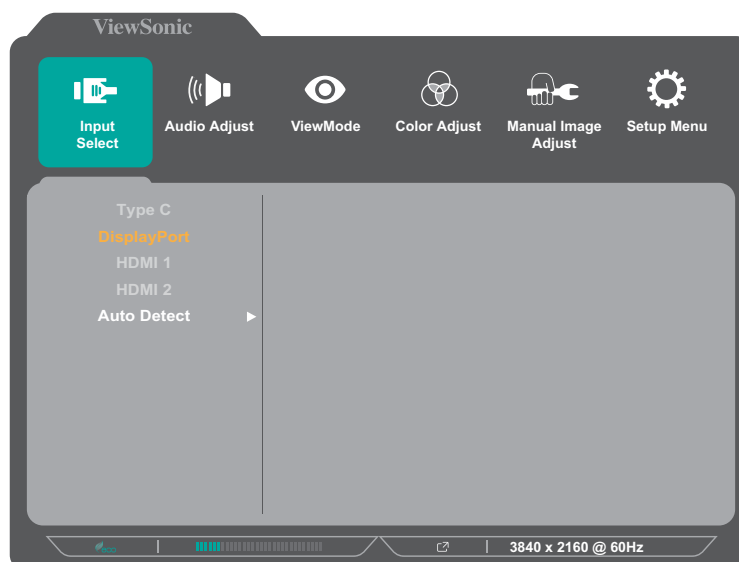 ViewSonic
Input Select
Audio Adjust
ViewMode
Color Adjust
Manual Image Adjust
Setup Menu
Type C
DisplayPort
HDMI 1
HDMI 2
Auto Detect
3840 x 2160 @ 60Hz